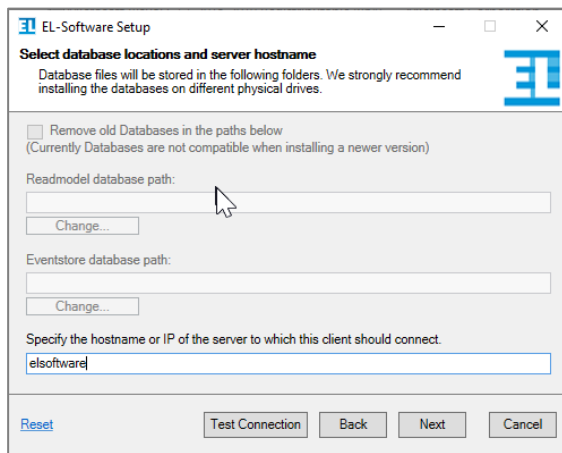 EL-Software Setup
Select database locations and server hostname
Database files will be stored in the following folders. We strongly recommend
installing the databases on different physical drives.
Remove old Databases in the paths below
(Currently Databases are not compatible when installing a newer version)
Readmodel database path:
Change...
Eventstore database path:
Change...
Specify the hostname or IP of the server to which this client should connect.
elsoftware
Reset Test Connection Back Next Cancel